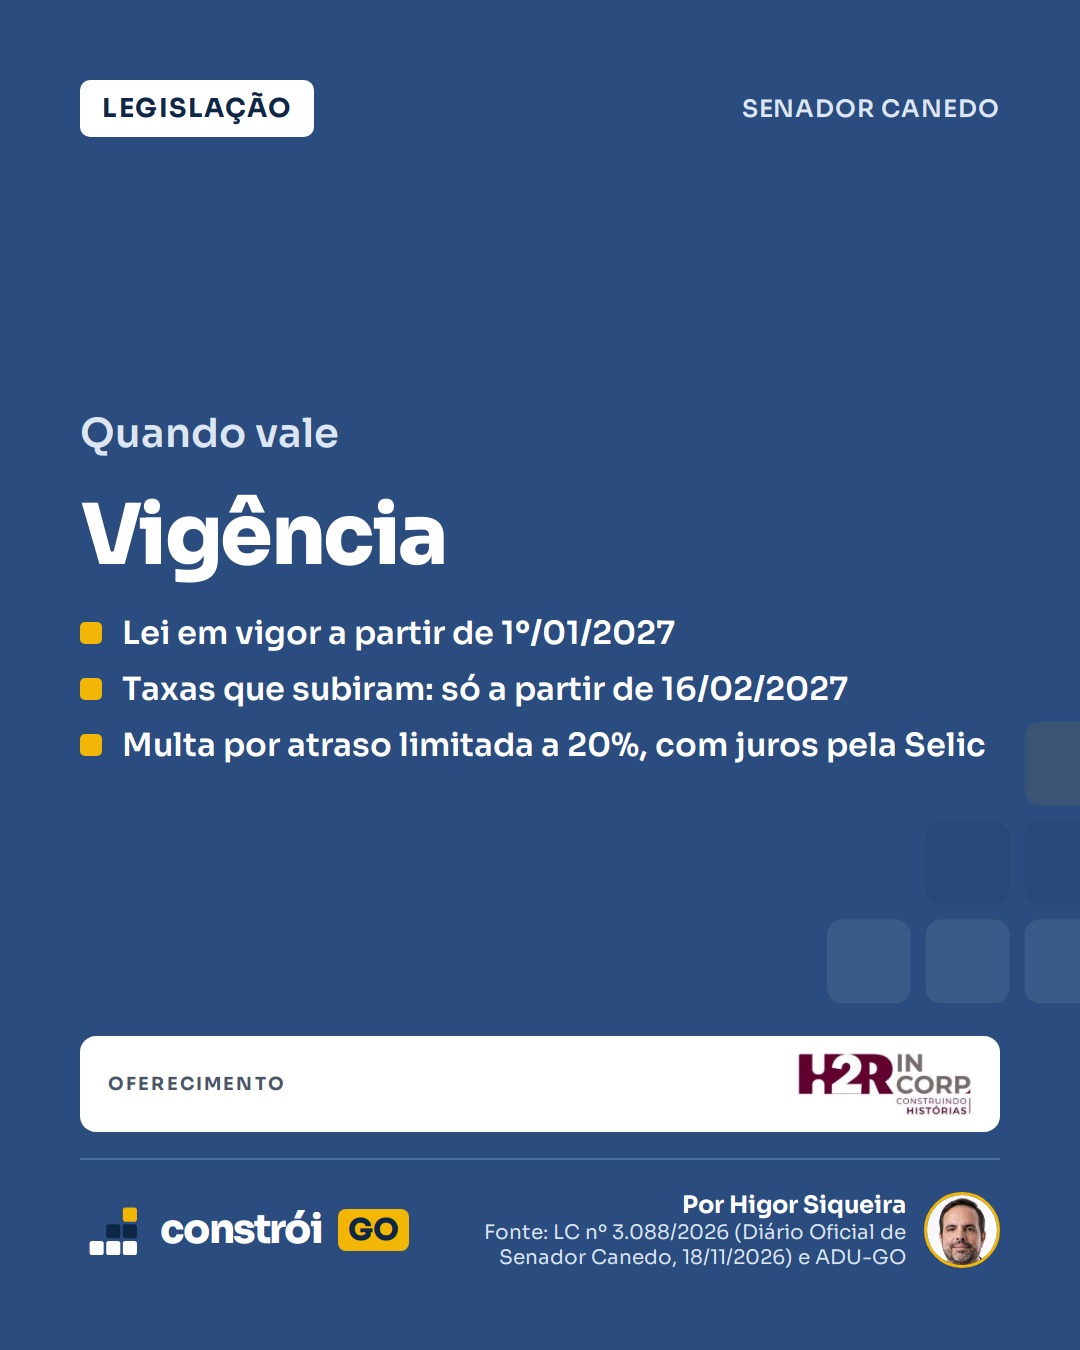 LEGISLAÇÃO
SENADOR CANEDO
Quando vale
Vigência
Lei em vigor a partir de 1º/01/2027
Taxas que subiram: só a partir de 16/02/2027
Multa por atraso limitada a 20%, com juros pela Selic
OFERECIMENTO
H2R IN
CORP.
CONSTRUINDO
HISTÓRIAS
constrói GO
Por Higor Siqueira
Fonte: LC nº 3.088/2026 (Diário Oficial de
Senador Canedo, 18/11/2026) e ADU-GO